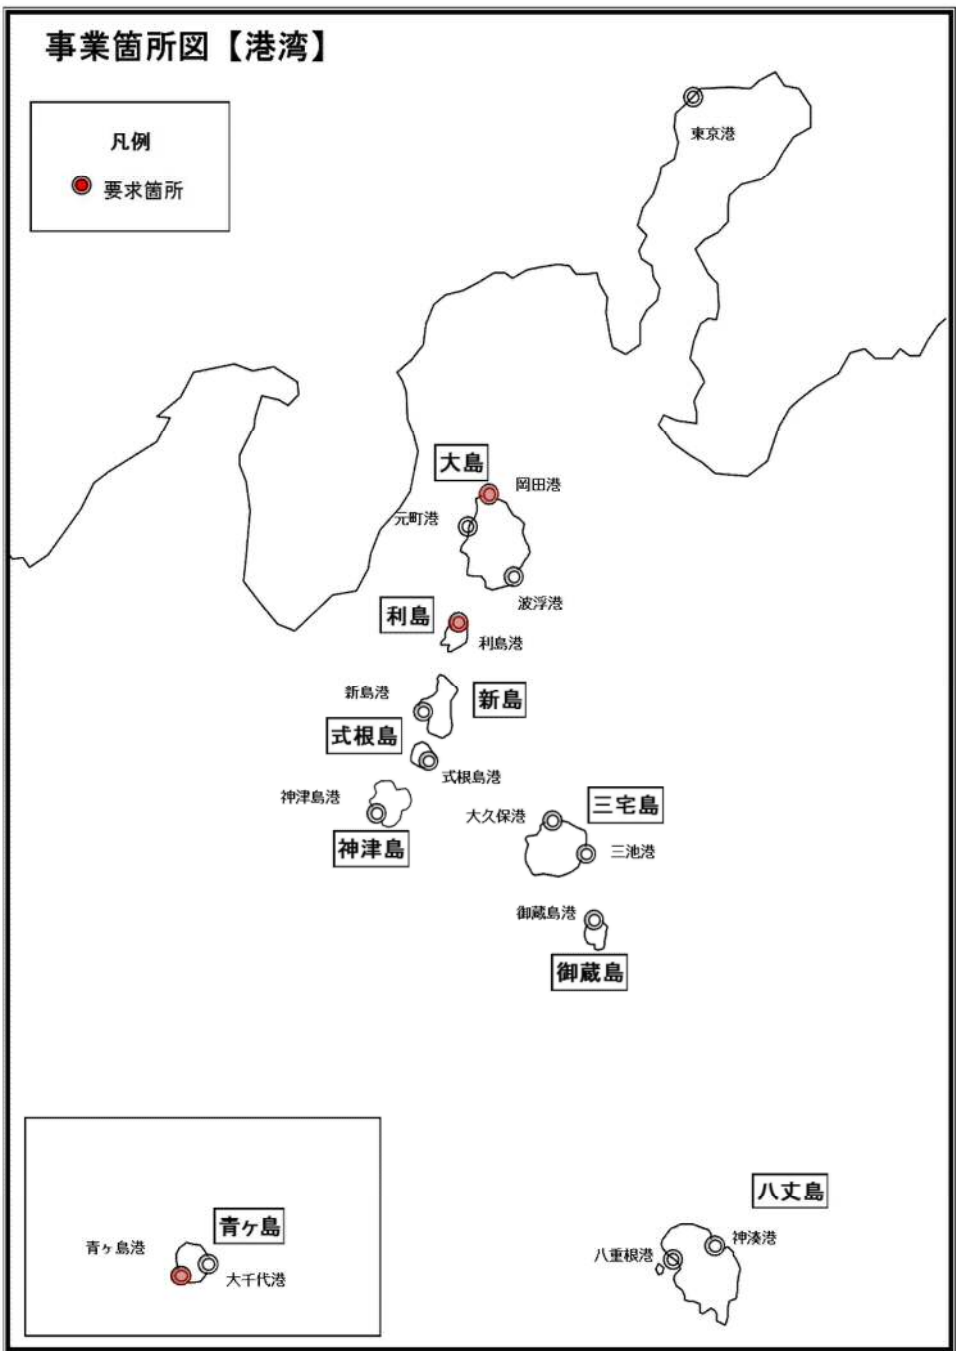 事業箇所図【港湾】
凡例
要求箇所
東京港
大島
岡田港
元町港
波浮港
利島
利島港
新島港
新島
式根島
式根島港
神津島港
神津島
大久保港
三宅島
三池港
御蔵島港
御蔵島
青ヶ島
青ヶ島港
大千代港
八丈島
八重根港
神湊港